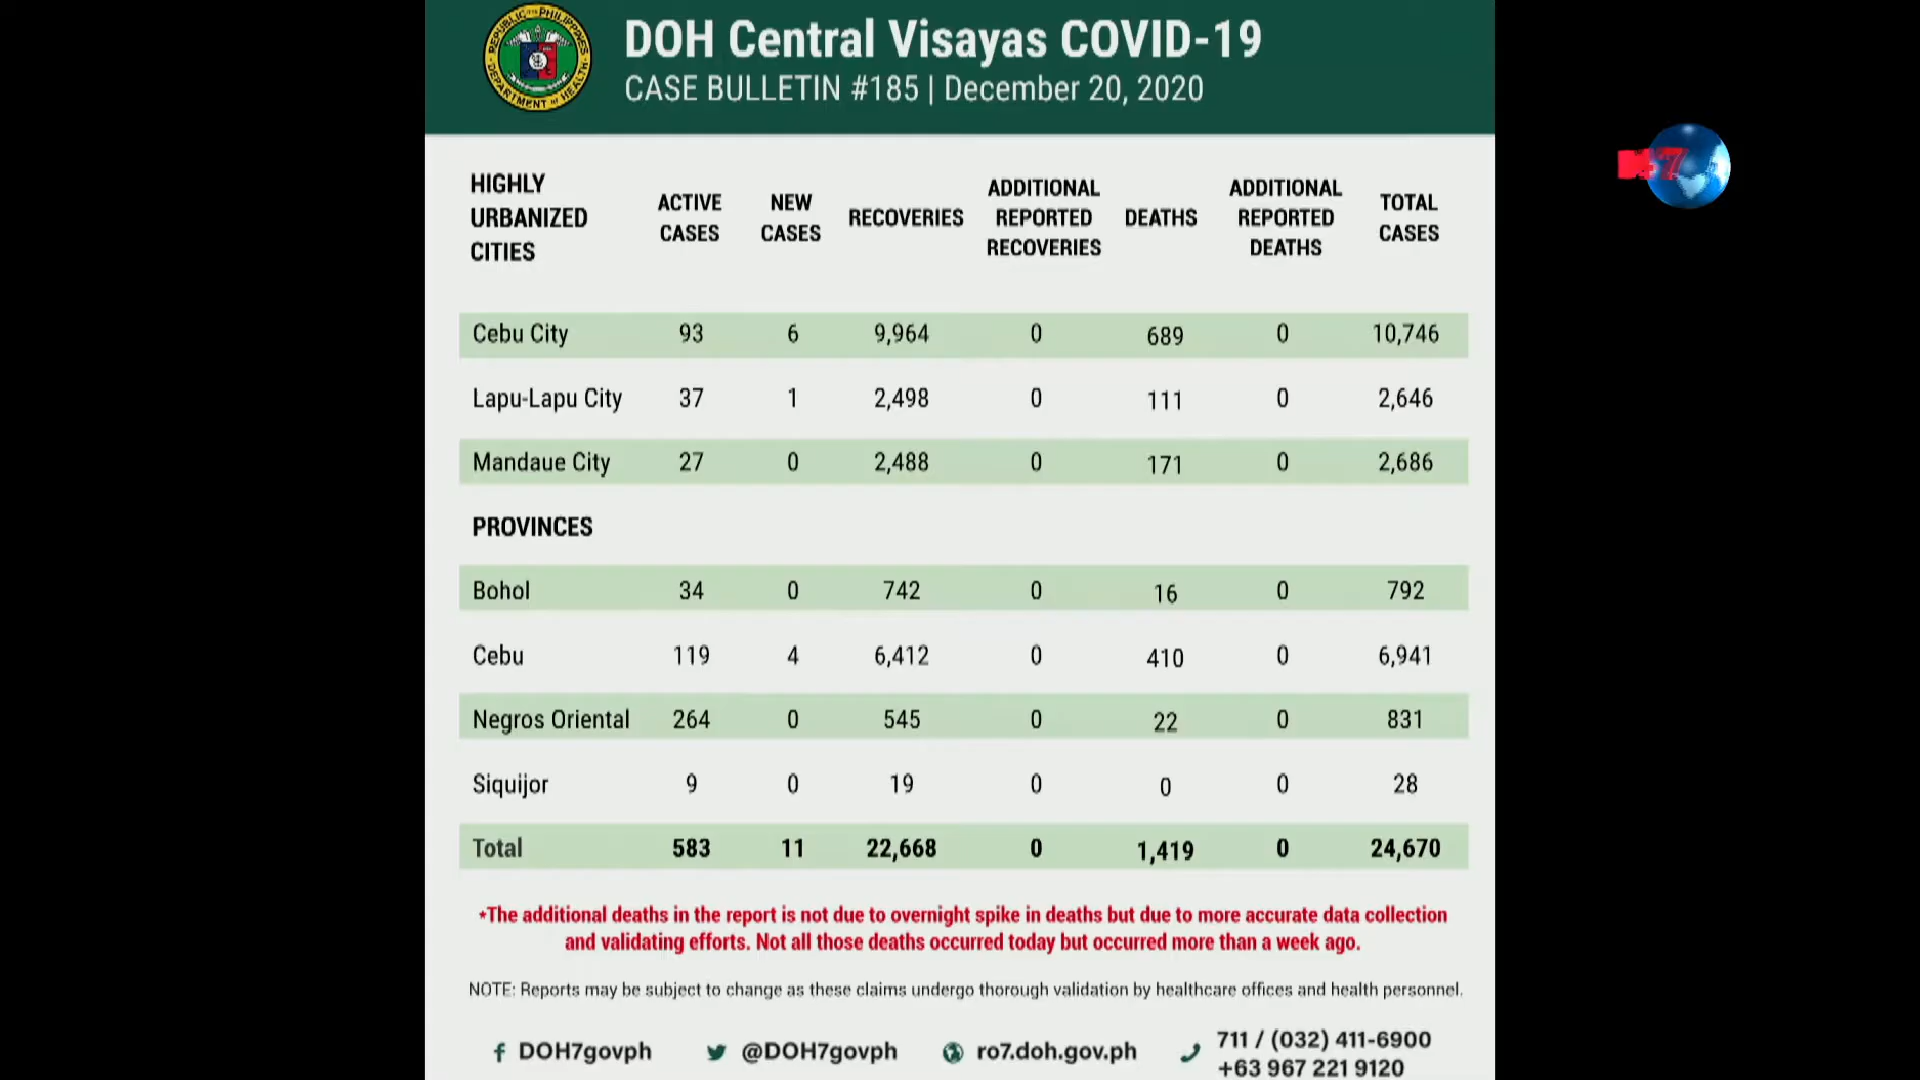 DOH Central Visayas COVID-19
CASE BULLETIN #185 | December 20, 2020
REPUBLIC OF THE PHILIPPINES
DEPARTMENT OF HEALTH
HIGHLY URBANIZED CITIES ACTIVE CASES NEW CASES RECOVERIES ADDITIONAL REPORTED RECOVERIES DEATHS ADDITIONAL REPORTED DEATHS TOTAL CASES
Cebu City 93 6 9,964 0 689 0 10,746
Lapu-Lapu City 37 1 2,498 0 111 0 2,646
Mandaue City 27 0 2,488 0 171 0 2,686
PROVINCES
Bohol 34 0 742 0 16 0 792
Cebu 119 4 6,412 0 410 0 6,941
Negros Oriental 264 0 545 0 22 0 831
Siquijor 9 0 19 0 0 0 28
Total 583 11 22,668 0 1,419 0 24,670
*The additional deaths in the report is not due to overnight spike in deaths but due to more accurate data collection
and validating efforts. Not all those deaths occurred today but occurred more than a week ago.
NOTE: Reports may be subject to change as these claims undergo thorough validation by healthcare offices and health personnel.
DOH7govph @DOH7govph ro7.doh.gov.ph 711 / (032) 411-6900
+63 967 221 9120